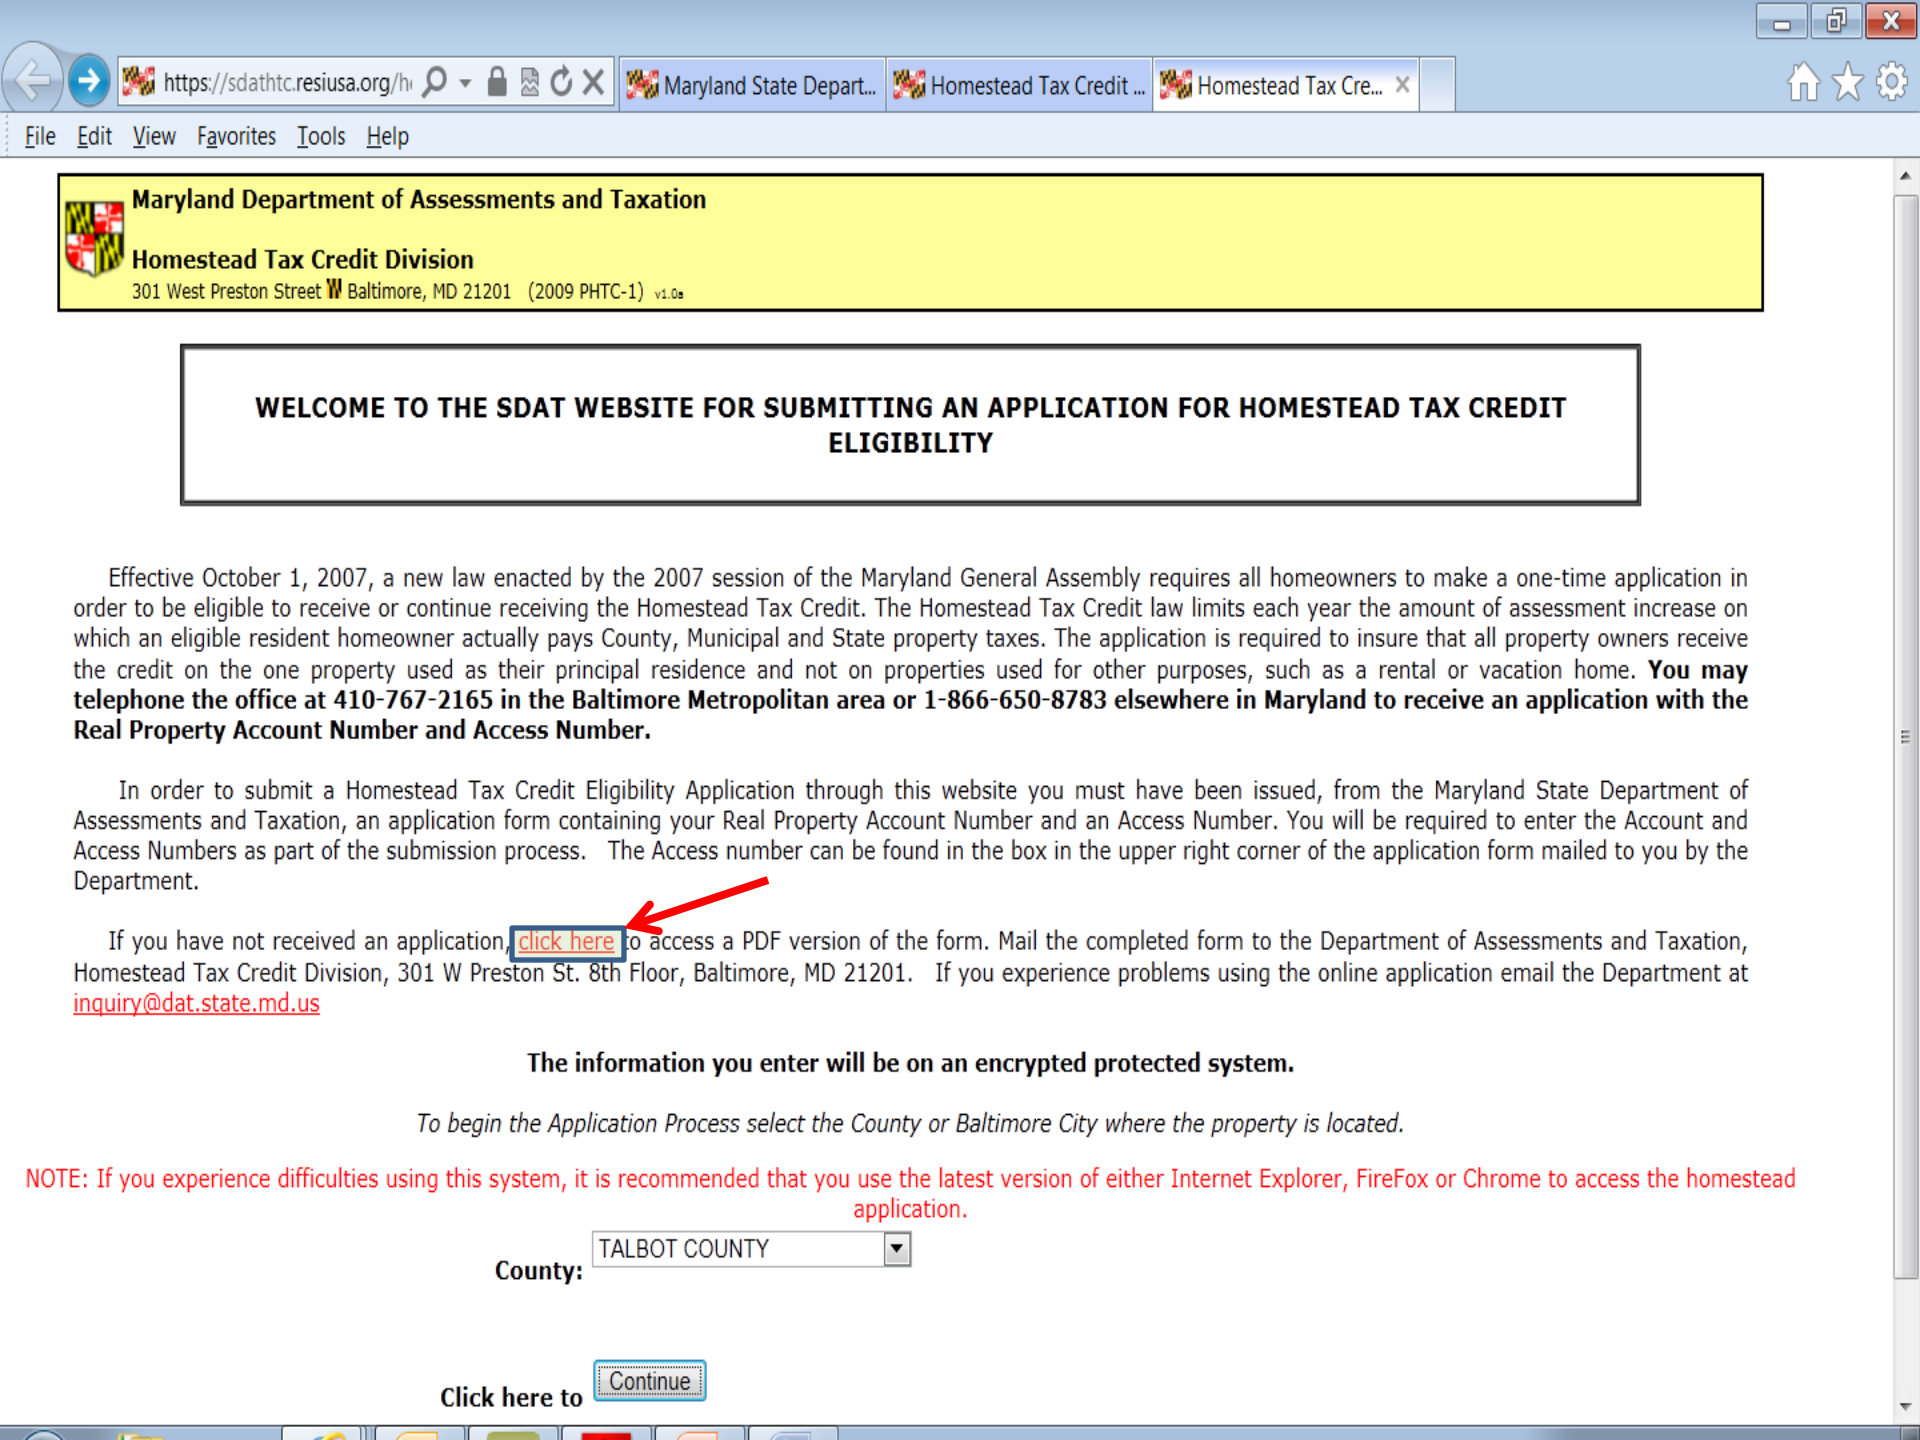 https://sdathtc.resiusa.org/h
Maryland State Depart...
Homestead Tax Credit ...
Homestead Tax Cre...
File Edit View Favorites Tools Help
Maryland Department of Assessments and Taxation
Homestead Tax Credit Division
301 West Preston Street Baltimore, MD 21201 (2009 PHTC-1) v1.0a
WELCOME TO THE SDAT WEBSITE FOR SUBMITTING AN APPLICATION FOR HOMESTEAD TAX CREDIT
ELIGIBILITY
Effective October 1, 2007, a new law enacted by the 2007 session of the Maryland General Assembly requires all homeowners to make a one-time application in
order to be eligible to receive or continue receiving the Homestead Tax Credit. The Homestead Tax Credit law limits each year the amount of assessment increase on
which an eligible resident homeowner actually pays County, Municipal and State property taxes. The application is required to insure that all property owners receive
the credit on the one property used as their principal residence and not on properties used for other purposes, such as a rental or vacation home. You may
telephone the office at 410-767-2165 in the Baltimore Metropolitan area or 1-866-650-8783 elsewhere in Maryland to receive an application with the
Real Property Account Number and Access Number.
In order to submit a Homestead Tax Credit Eligibility Application through this website you must have been issued, from the Maryland State Department of
Assessments and Taxation, an application form containing your Real Property Account Number and an Access Number. You will be required to enter the Account and
Access Numbers as part of the submission process. The Access number can be found in the box in the upper right corner of the application form mailed to you by the
Department.
If you have not received an application, click here to access a PDF version of the form. Mail the completed form to the Department of Assessments and Taxation,
Homestead Tax Credit Division, 301 W Preston St. 8th Floor, Baltimore, MD 21201. If you experience problems using the online application email the Department at
inquiry@dat.state.md.us
The information you enter will be on an encrypted protected system.
To begin the Application Process select the County or Baltimore City where the property is located.
NOTE: If you experience difficulties using this system, it is recommended that you use the latest version of either Internet Explorer, FireFox or Chrome to access the homestead
application.
County: TALBOT COUNTY
Click here to Continue